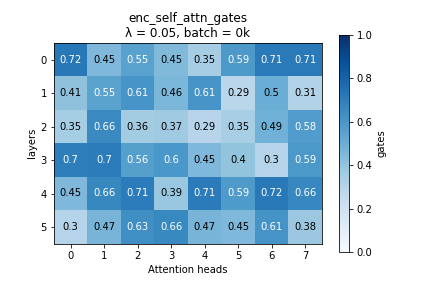 enc_self_attn_gates
λ = 0.05, batch = 0k
0 0.72 0.45 0.55 0.45 0.35 0.59 0.71 0.71
1 0.41 0.55 0.61 0.46 0.61 0.29 0.5 0.31
2 0.35 0.66 0.36 0.37 0.29 0.35 0.49 0.58
3 0.7 0.7 0.56 0.6 0.45 0.4 0.3 0.59
4 0.45 0.66 0.71 0.39 0.71 0.59 0.72 0.66
5 0.3 0.47 0.63 0.66 0.47 0.45 0.61 0.38
0 1 2 3 4 5 6 7
Attention heads
layers
1.0
0.8
0.6
0.4
0.2
0.0
gates